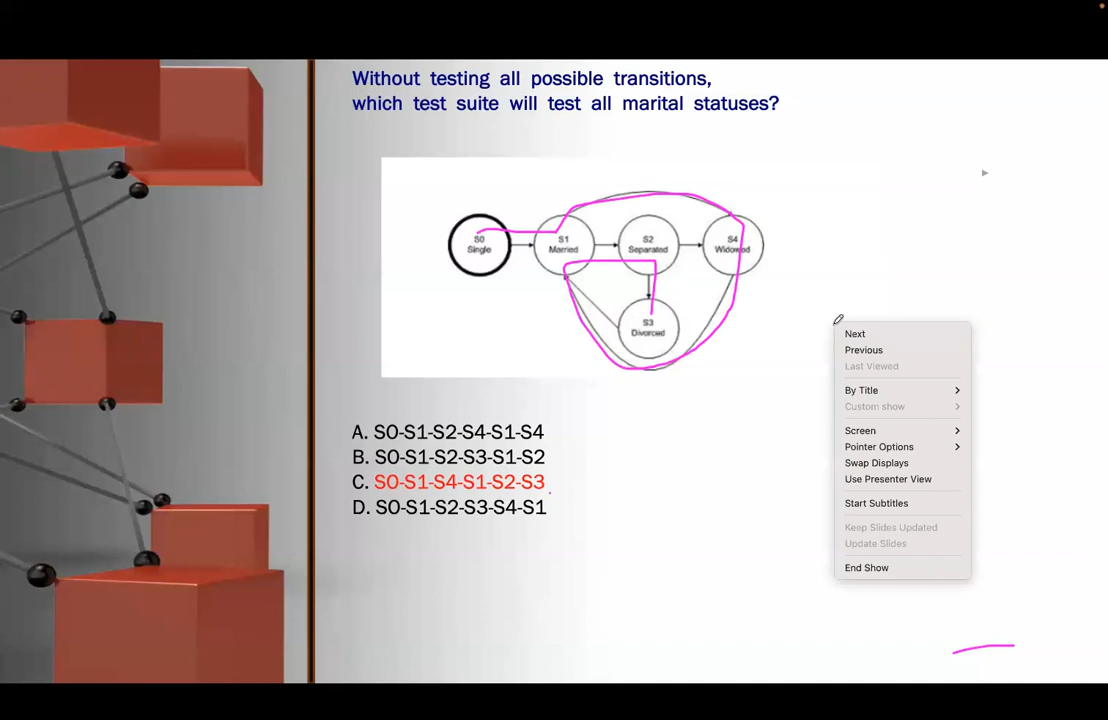 Without testing all possible transitions,
which test suite will test all marital statuses?
S0
Single
S1
Married
S2
Separated
S4
Widowed
S3
Divorced
A. S0-S1-S2-S4-S1-S4
B. S0-S1-S2-S3-S1-S2
C. S0-S1-S4-S1-S2-S3
D. S0-S1-S2-S3-S4-S1
Next
Previous
Last Viewed
By Title
Custom show
Screen
Pointer Options
Swap Displays
Use Presenter View
Start Subtitles
Keep Slides Updated
Update Slides
End Show